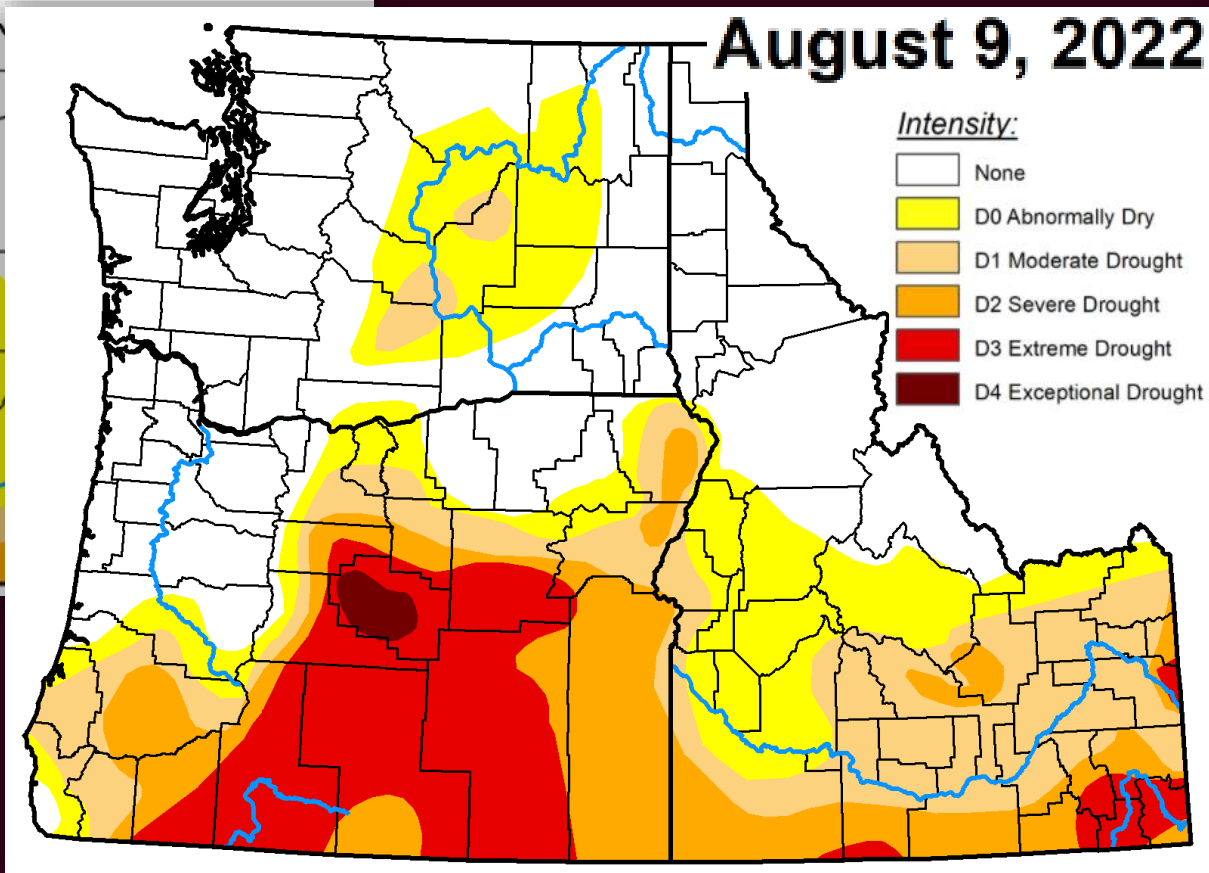 August 9, 2022
Intensity:
None
D0 Abnormally Dry
D1 Moderate Drought
D2 Severe Drought
D3 Extreme Drought
D4 Exceptional Drought